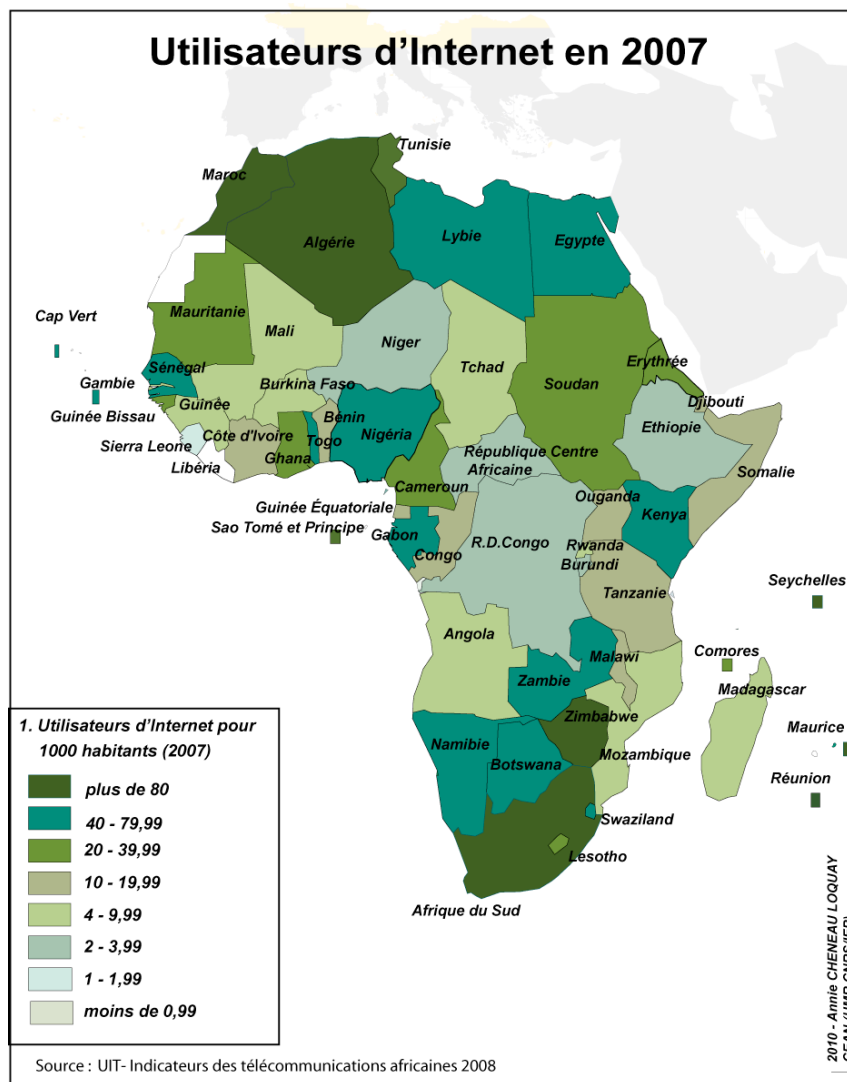 Utilisateurs d’Internet en 2007
Tunisie
Maroc
Algérie
Lybie
Egypte
Mauritanie
Cap Vert
Mali
Niger
Sénégal
Tchad
Erythrée
Gambie
Burkina Faso
Soudan
Djibouti
Guinée Bissau
Guinée
Bénin
Ethiopie
Sierra Leone
Côte d'Ivoire
Togo
Nigéria
République Centre
Africaine
Somalie
Libéria
Ghana
Cameroun
Guinée Équatoriale
Ouganda
Kenya
Sao Tomé et Principe
Gabon
Congo
R.D.Congo
Rwanda
Burundi
Seychelles
Tanzanie
Angola
Malawi
Comores
Zambie
Madagascar
Zimbabwe
Maurice
Namibie
Botswana
Mozambique
Réunion
Swaziland
Lesotho
Afrique du Sud
1. Utilisateurs d’Internet pour
1000 habitants (2007)
plus de 80
40 - 79,99
20 - 39,99
10 - 19,99
4 - 9,99
2 - 3,99
1 - 1,99
moins de 0,99
Source : UIT- Indicateurs des télécommunications africaines 2008
2010 - Annie CHENEAU LOQUAY